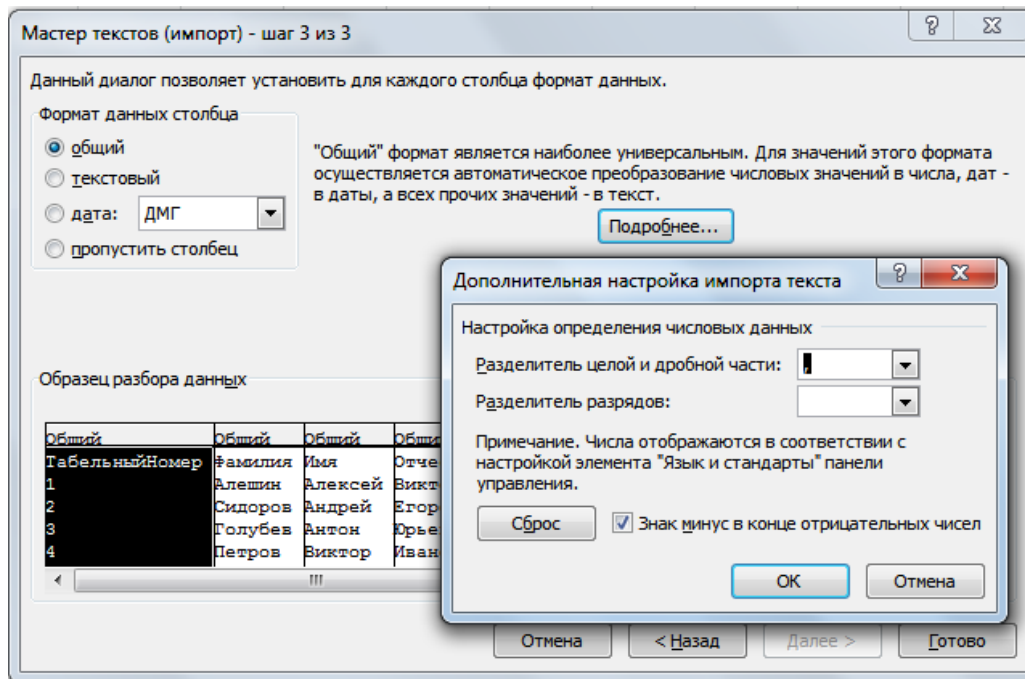 Мастер текстов (импорт) - шаг 3 из 3
Данный диалог позволяет установить для каждого столбца формат данных.
Формат данных столбца
общий
текстовый
дата: ДМГ
пропустить столбец
"Общий" формат является наиболее универсальным. Для значений этого формата
осуществляется автоматическое преобразование числовых значений в числа, дат -
в даты, а всех прочих значений - в текст.
Подробнее...
Дополнительная настройка импорта текста
Настройка определения числовых данных
Разделитель целой и дробной части: ,
Разделитель разрядов:
Примечание. Числа отображаются в соответствии с
настройкой элемента "Язык и стандарты" панели
управления.
Сброс
Знак минус в конце отрицательных чисел
ОК Отмена
Образец разбора данных
Общий Общий Общий
ТабельныйНомер Фамилия Имя
1 Алешин Алексей
2 Сидоров Андрей
3 Голубев Антон
4 Петров Виктор
Отмена < Назад Далее > Готово